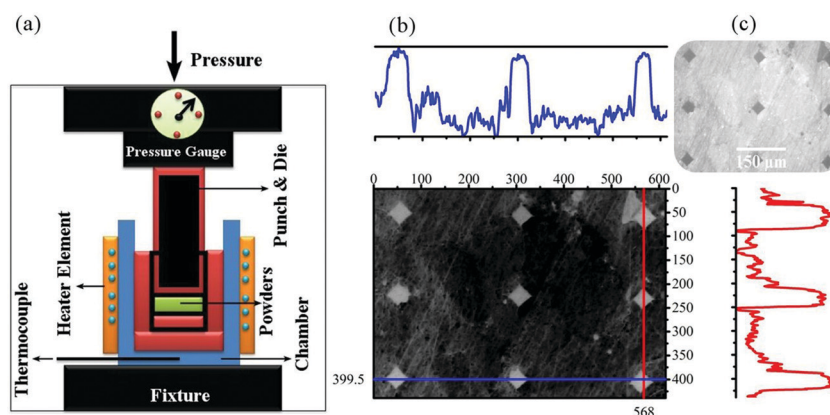 (a)
Pressure
Pressure Gauge
Punch & Die
Heater Element
Powders
Thermocouple
Chamber
Fixture
(b)
0 100 200 300 400 500 600
0
50
100
150
200
250
300
350
400
399.5
568
(c)
150 µm